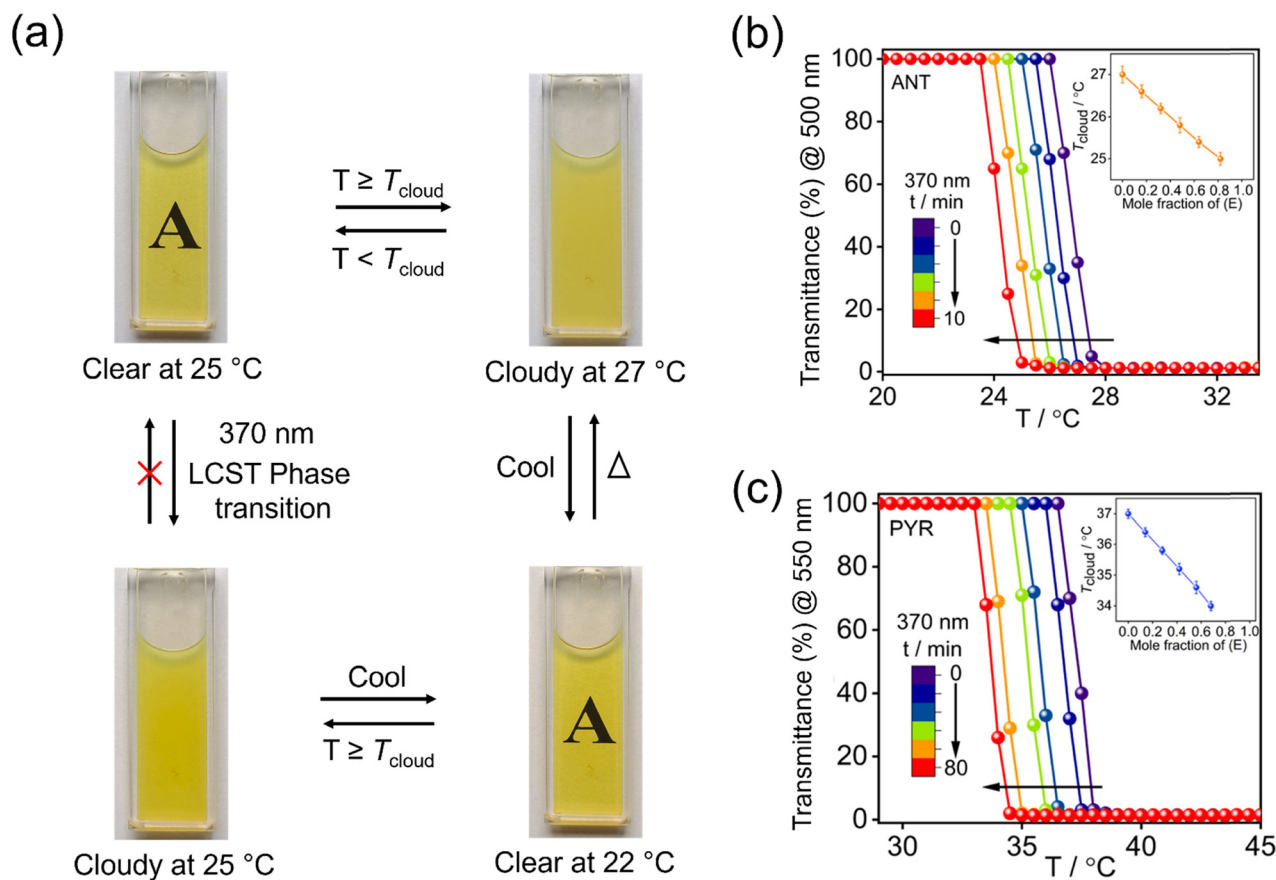 (a)
A
T ≥ Tcloud
T < Tcloud
Clear at 25 °C
Cloudy at 27 °C
370 nm
LCST Phase
transition
Cool
Δ
A
Cool
T ≥ Tcloud
Cloudy at 25 °C
Clear at 22 °C
(b)
Transmittance (%) @ 500 nm
100
80
60
40
20
0
ANT
370 nm
t / min
0
10
20
24
28
32
T / °C
Tcloud / °C
27
26
25
0.0 0.2 0.4 0.6 0.8 1.0
Mole fraction of (E)
(c)
Transmittance (%) @ 550 nm
100
80
60
40
20
0
PYR
370 nm
t / min
0
80
30
35
40
45
T / °C
Tcloud / °C
37
36
35
34
0.0 0.2 0.4 0.6 0.8 1.0
Mole fraction of (E)